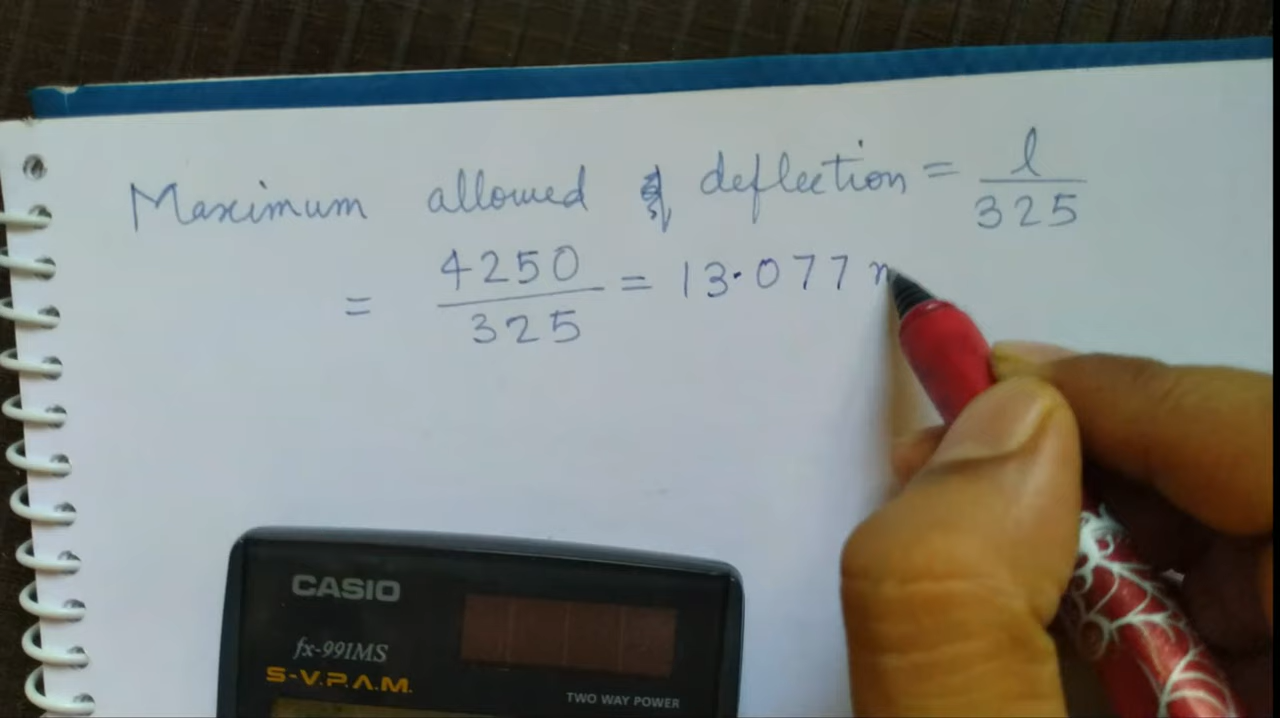 Maximum allowed deflection = l/325
= 4250/325 = 13.077
CASIO
fx-991MS
S-V.P.A.M.
TWO WAY POWER